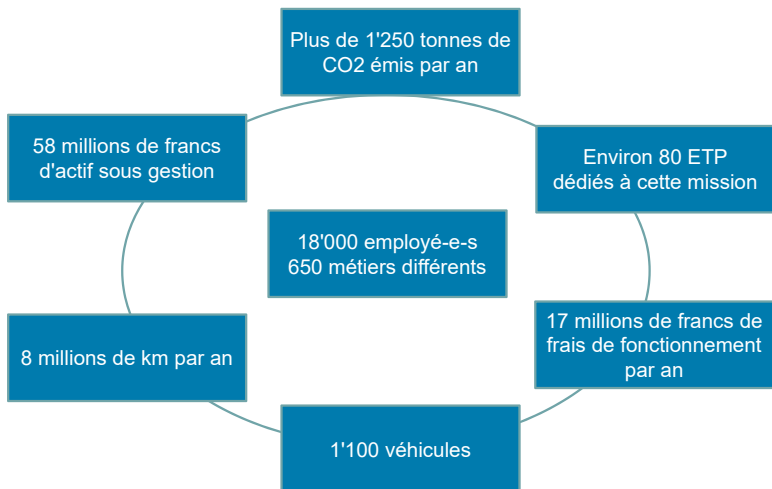 Plus de 1'250 tonnes de
CO2 émis par an
58 millions de francs
d'actif sous gestion
Environ 80 ETP
dédiés à cette mission
18'000 employé-e-s
650 métiers différents
8 millions de km par an
17 millions de francs de
frais de fonctionnement
par an
1'100 véhicules